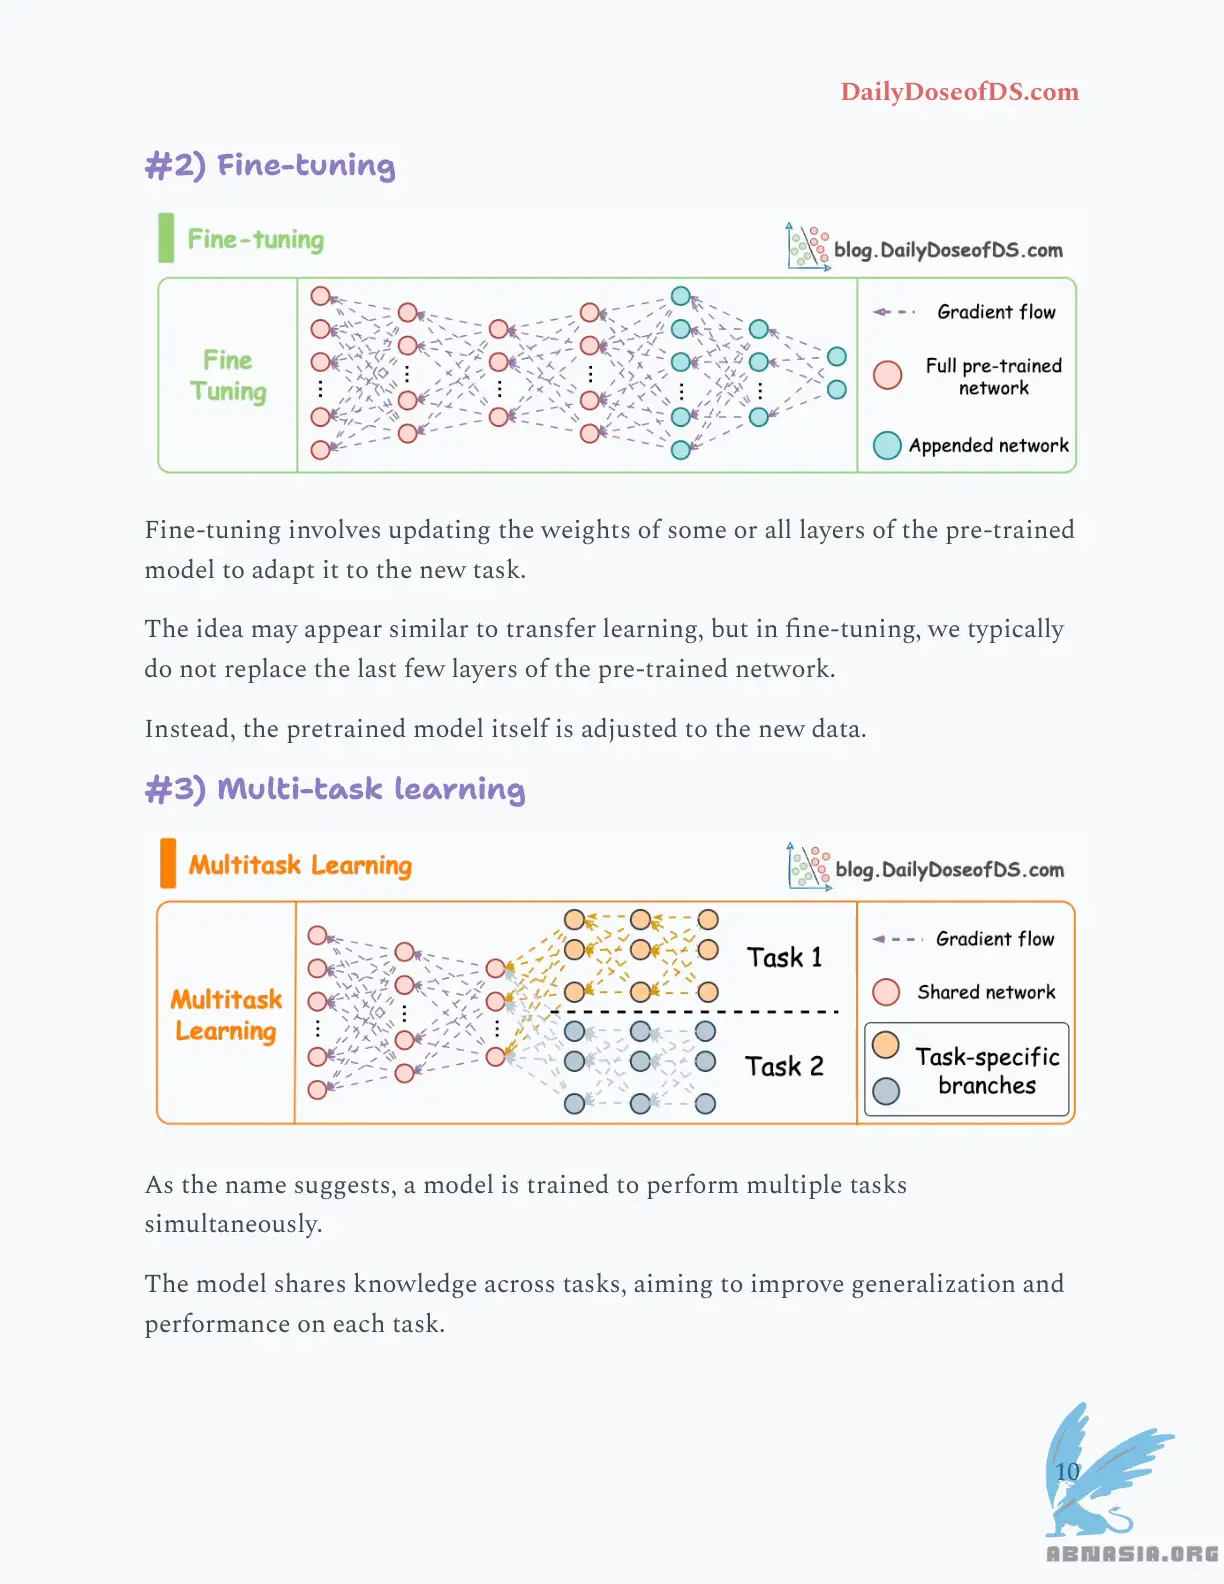 DailyDoseofDS.com
#2) Fine-tuning
Fine-tuning
blog.DailyDoseofDS.com
Fine
Tuning
Gradient flow
Full pre-trained
network
Appended network
Fine-tuning involves updating the weights of some or all layers of the pre-trained
model to adapt it to the new task.
The idea may appear similar to transfer learning, but in fine-tuning, we typically
do not replace the last few layers of the pre-trained network.
Instead, the pretrained model itself is adjusted to the new data.
#3) Multi-task learning
Multitask Learning
blog.DailyDoseofDS.com
Multitask
Learning
Task 1
Task 2
Gradient flow
Shared network
Task-specific
branches
As the name suggests, a model is trained to perform multiple tasks
simultaneously.
The model shares knowledge across tasks, aiming to improve generalization and
performance on each task.
10
ABNASIA.ORG